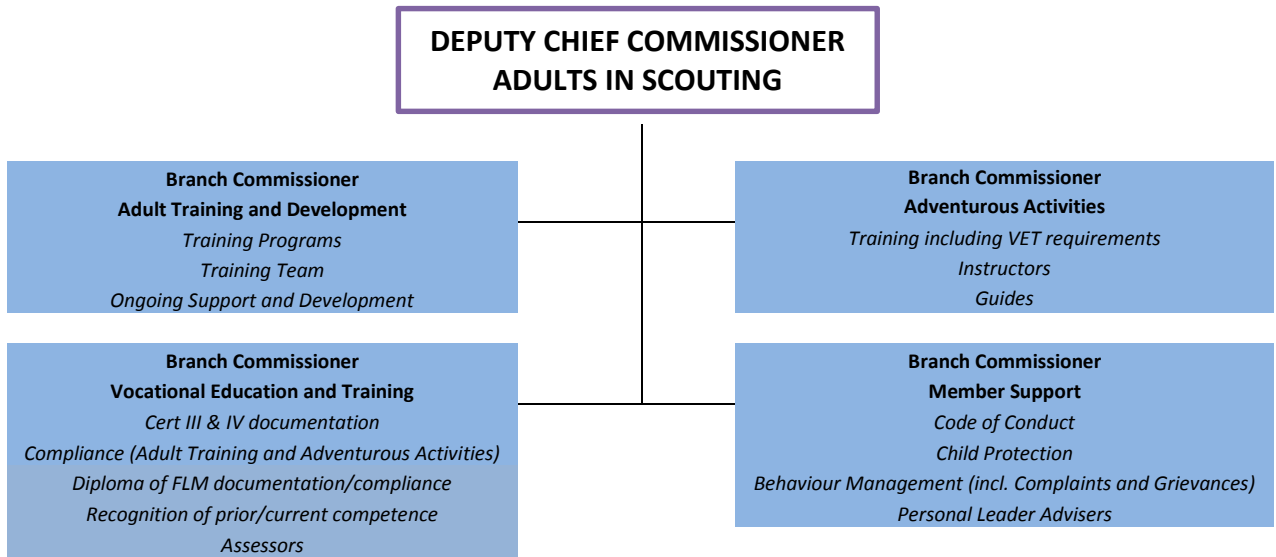 DEPUTY CHIEF COMMISSIONER
ADULTS IN SCOUTING
Branch Commissioner
Adult Training and Development
Training Programs
Training Team
Ongoing Support and Development
Branch Commissioner
Adventurous Activities
Training including VET requirements
Instructors
Guides
Branch Commissioner
Vocational Education and Training
Cert III & IV documentation
Compliance (Adult Training and Adventurous Activities)
Diploma of FLM documentation/compliance
Recognition of prior/current competence
Assessors
Branch Commissioner
Member Support
Code of Conduct
Child Protection
Behaviour Management (incl. Complaints and Grievances)
Personal Leader Advisers